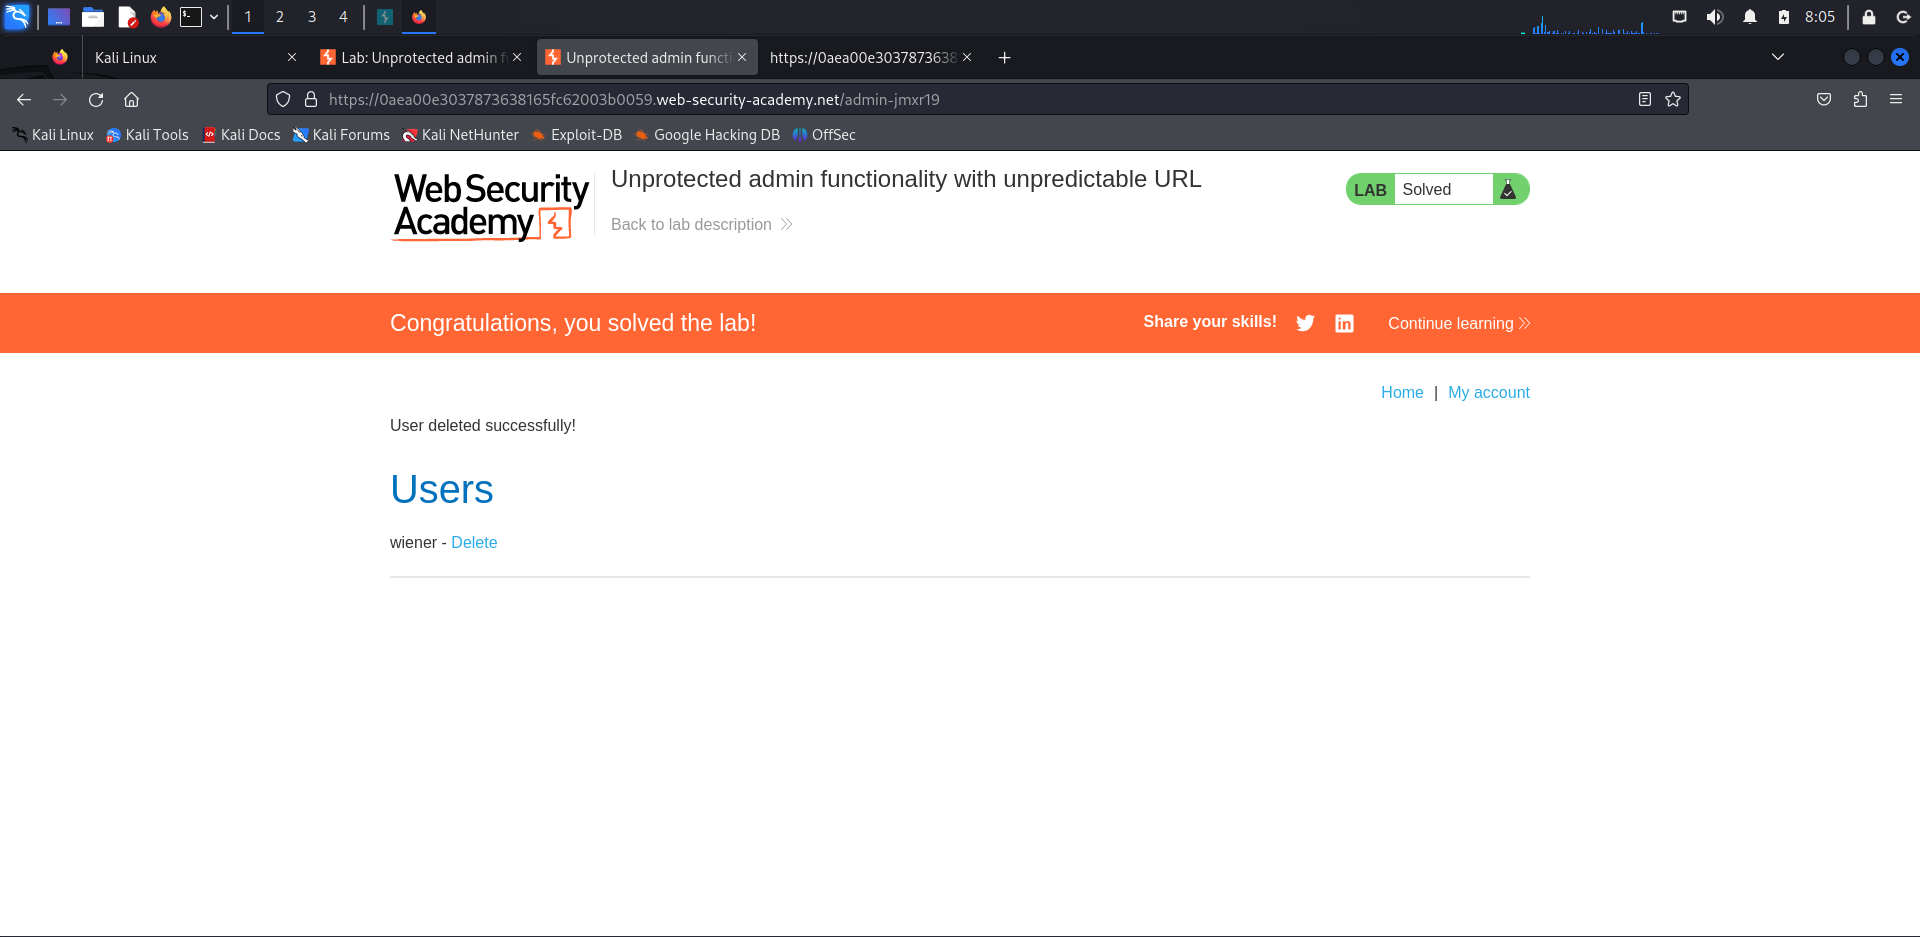 1 2 3 4 8:05
Kali Linux Lab: Unprotected admin f Unprotected admin functi https://0aea00e3037873638
https://0aea00e3037873638165fc62003b0059.web-security-academy.net/admin-jmxr19
Kali Linux Kali Tools Kali Docs Kali Forums Kali NetHunter Exploit-DB Google Hacking DB OffSec
Web Security
Academy
Unprotected admin functionality with unpredictable URL
Back to lab description
LAB Solved
Congratulations, you solved the lab! Share your skills! Continue learning
Home | My account
User deleted successfully!
Users
wiener - Delete